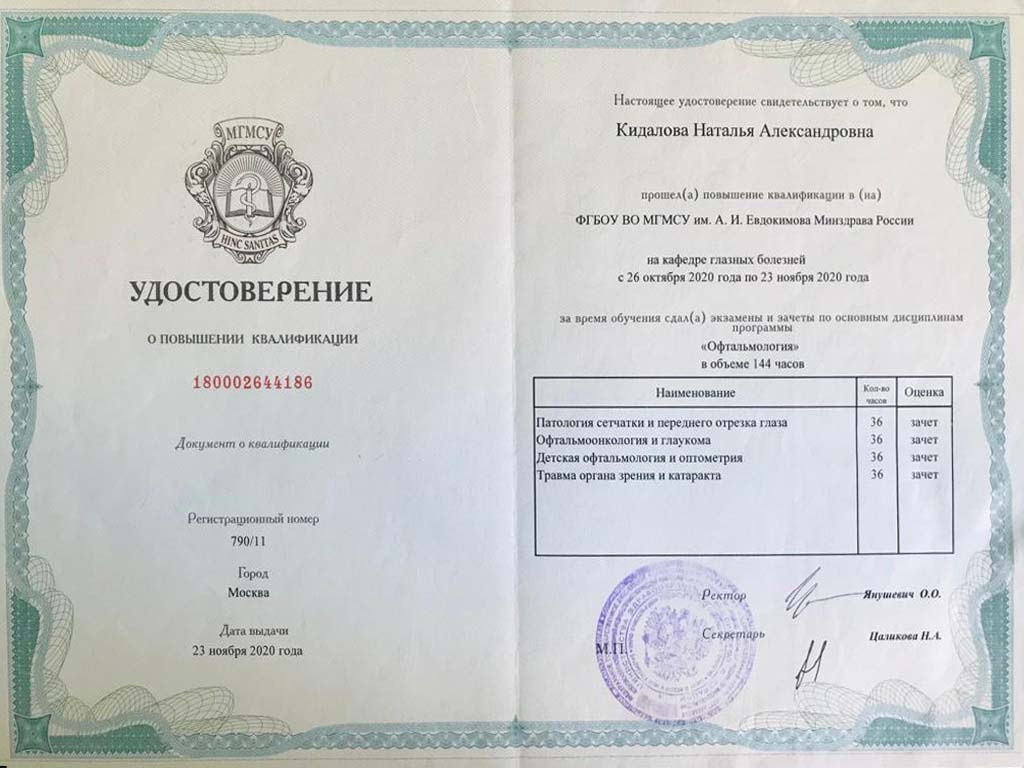 МГМСУ
HINC SANITAS
УДОСТОВЕРЕНИЕ
О ПОВЫШЕНИИ КВАЛИФИКАЦИИ
180002644186
Документ о квалификации
Регистрационный номер
790/11
Город
Москва
Дата выдачи
23 ноября 2020 года
Настоящее удостоверение свидетельствует о том, что
Кидалова Наталья Александровна
прошел(а) повышение квалификации в (на)
ФГБОУ ВО МГМСУ им. А. И. Евдокимова Минздрава России
на кафедре глазных болезней
с 26 октября 2020 года по 23 ноября 2020 года
за время обучения сдал(а) экзамены и зачеты по основным дисциплинам
программы
«Офтальмология»
в объеме 144 часов
Наименование Кол-во часов Оценка
Патология сетчатки и переднего отрезка глаза 36 зачет
Офтальмоонкология и глаукома 36 зачет
Детская офтальмология и оптометрия 36 зачет
Травма органа зрения и катаракта 36 зачет
Ректор Янушевич О.О.
Секретарь Цаликова Н.А.
М.П.